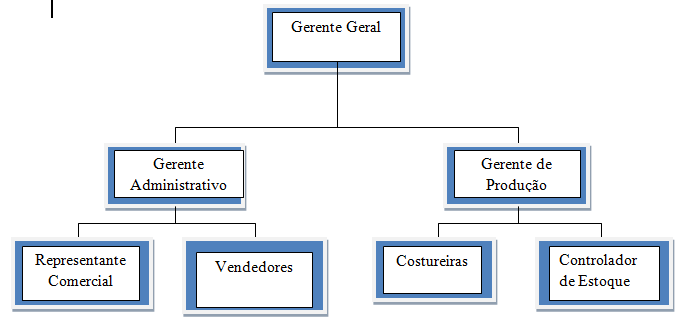 Gerente Geral
Gerente
Administrativo
Gerente de
Produção
Representante
Comercial
Vendedores
Costureiras
Controlador
de Estoque